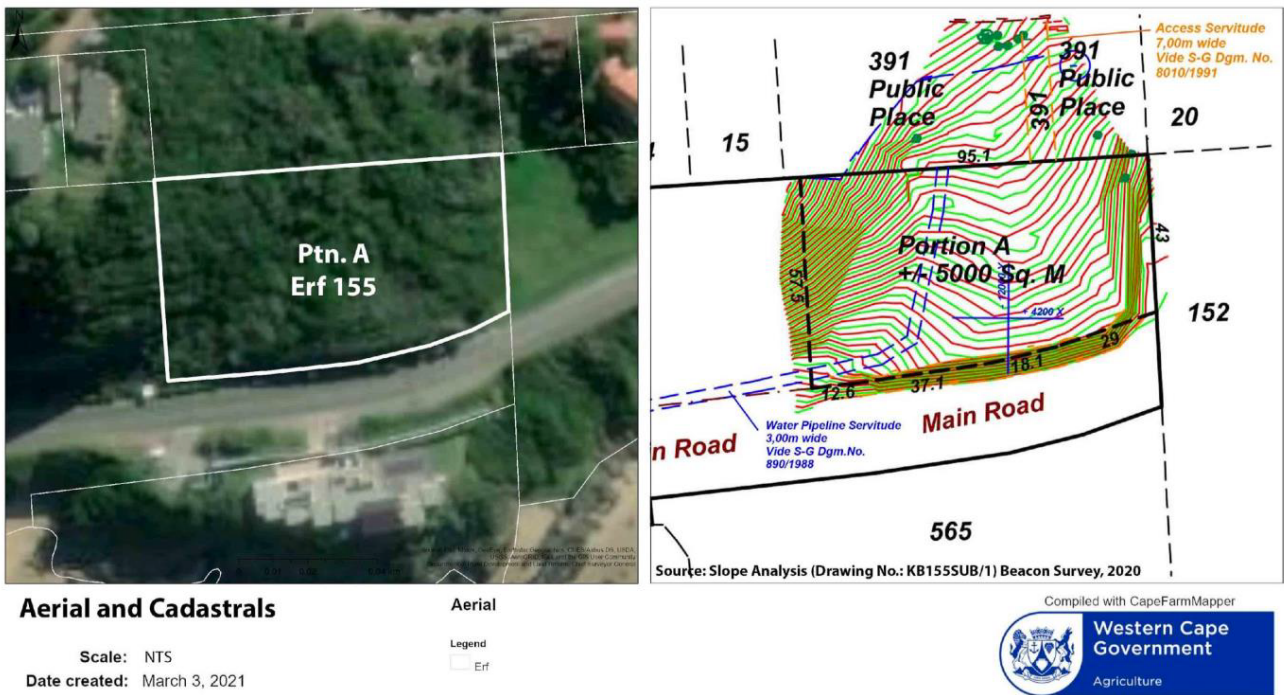 Ptn. A
Erf 155
391
Public
Place
391
391
Public
Place
Access Servitude
7,00m wide
Vide S-G Dgm. No.
8010/1991
15
20
95.1
57.5
Portion A
+/- 5000 Sq. M
43
+ 4200 X
152
12.6
37.1
18.1
29
Main Road
n Road
Water Pipeline Servitude
3,00m wide
Vide S-G Dgm.No.
890/1988
565
Source: Slope Analysis (Drawing No.: KB155SUB/1) Beacon Survey, 2020
Aerial and Cadastrals
Scale: NTS
Date created: March 3, 2021
Aerial
Legend
Erf
Compiled with CapeFarmMapper
Western Cape
Government
Agriculture